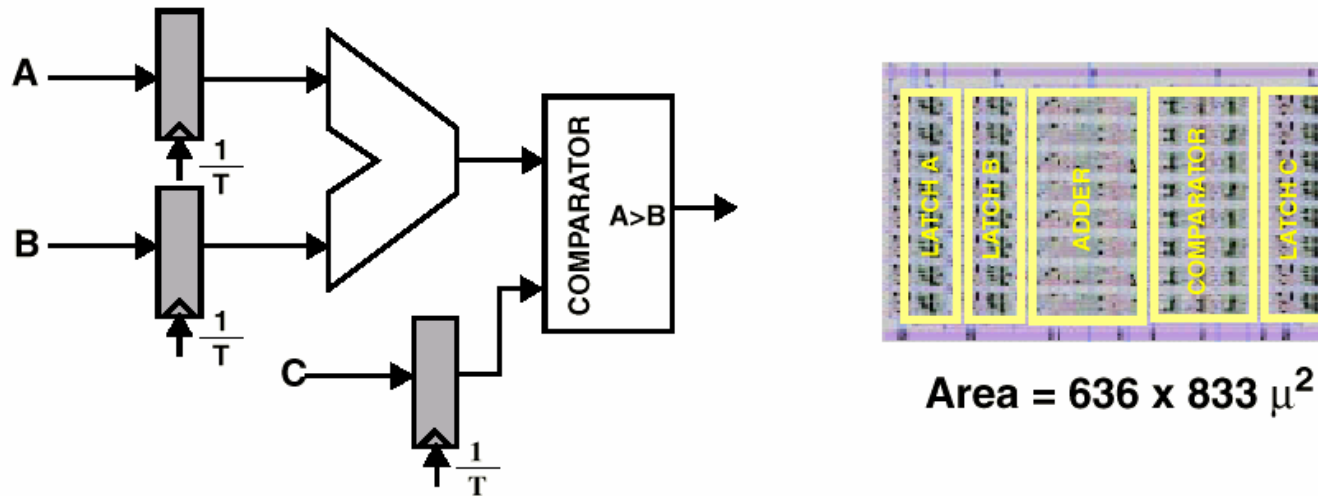 A
1
T
B
1
T
C
1
T
COMPARATOR
A>B
LATCH A
LATCH B
ADDER
COMPARATOR
LATCH C
Area = 636 x 833 μ²